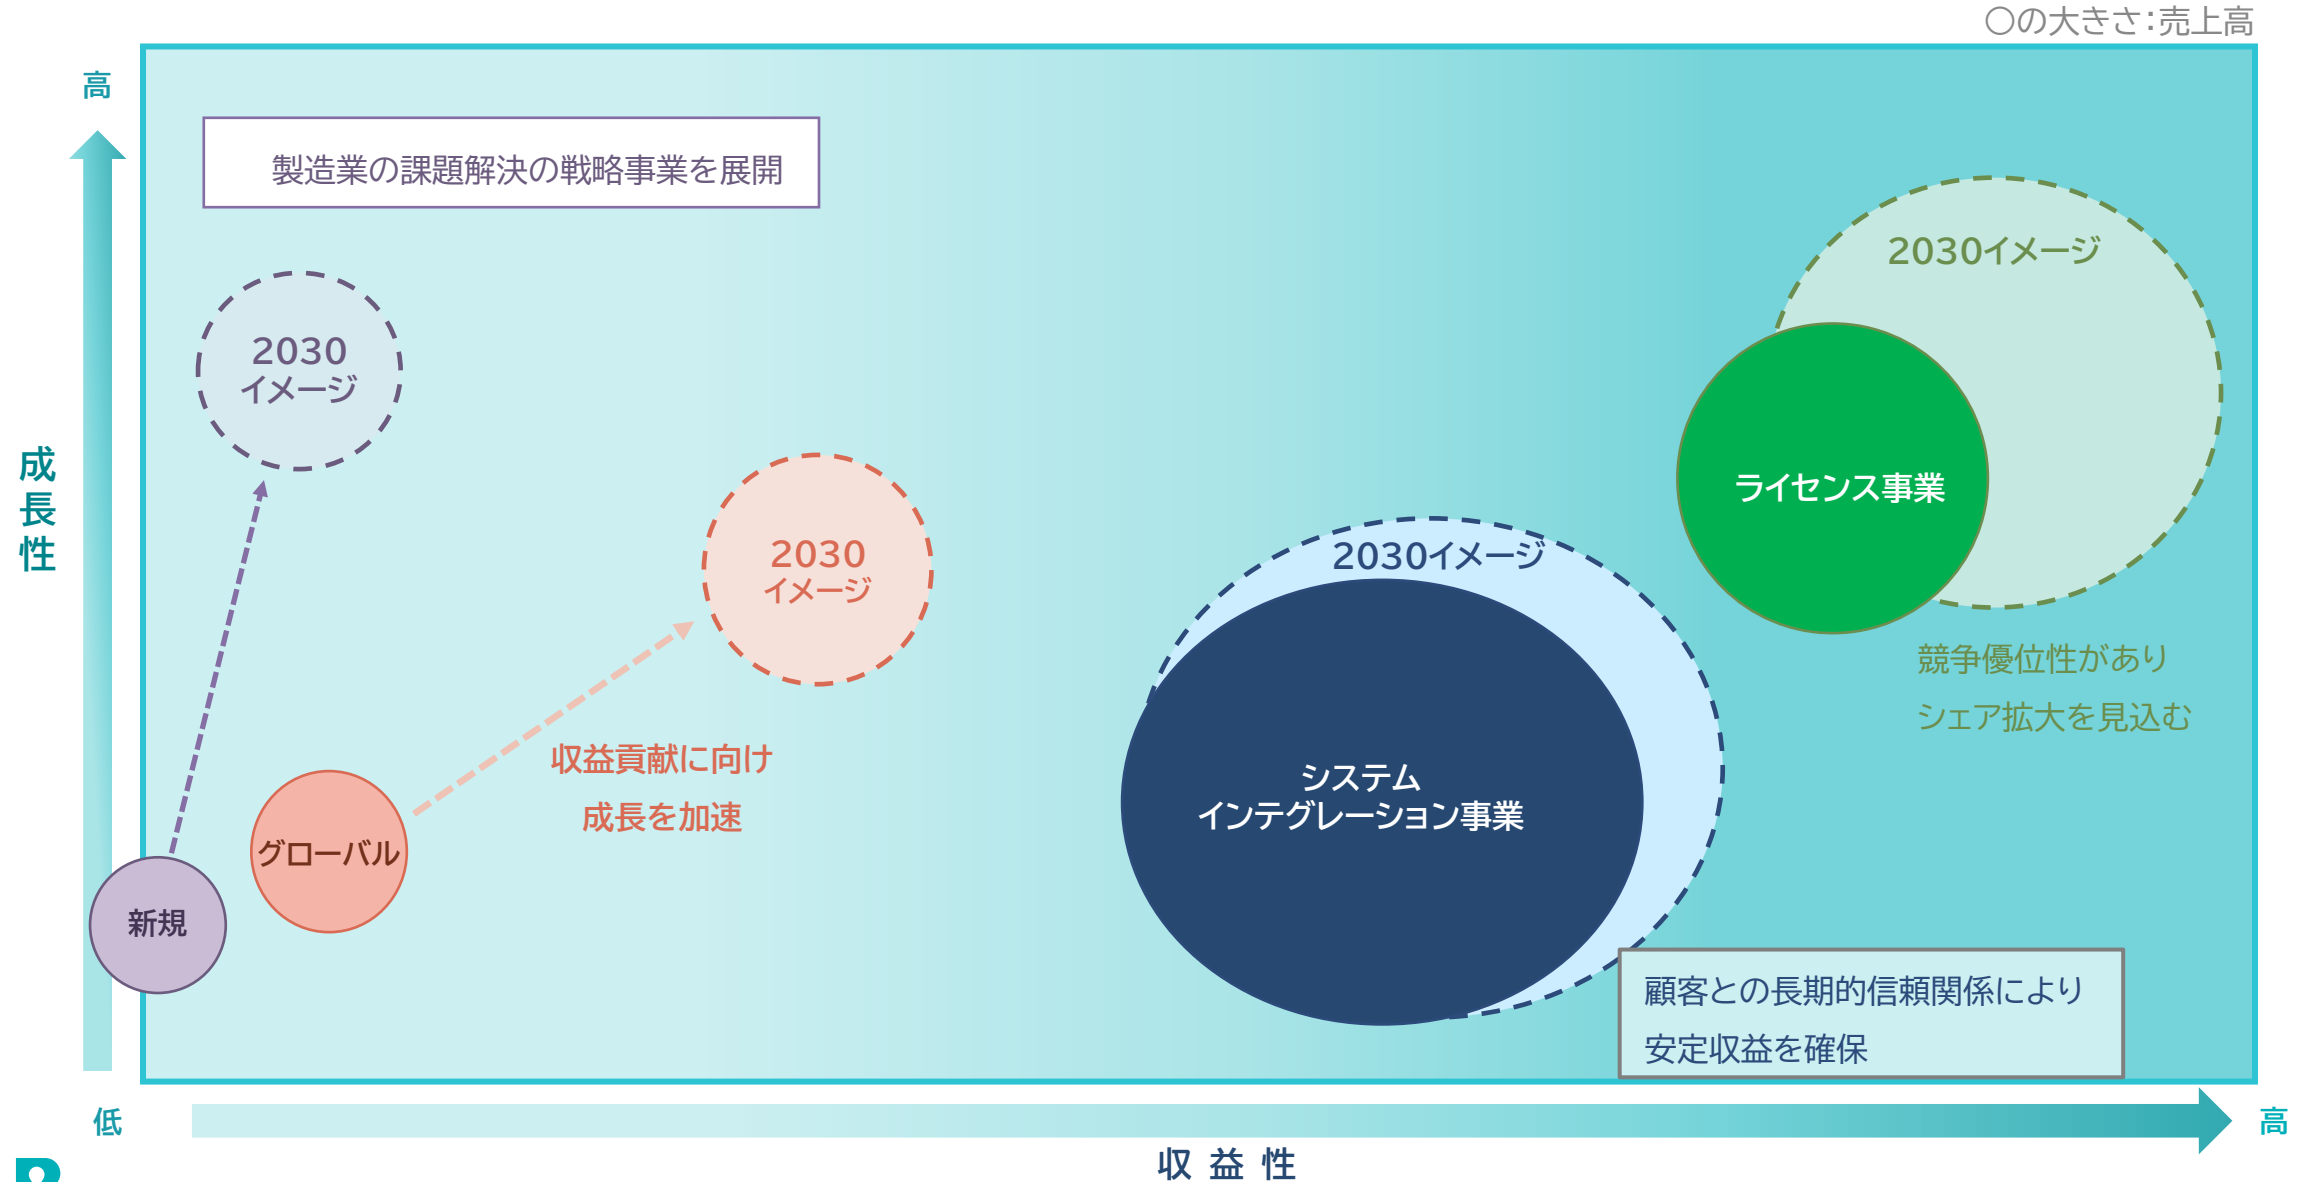 ○の大きさ：売上高
高
製造業の課題解決の戦略事業を展開
2030イメージ
2030
イメージ
成長性
ライセンス事業
2030
イメージ
2030イメージ
競争優位性があり
シェア拡大を見込む
収益貢献に向け
成長を加速
システム
インテグレーション事業
グローバル
新規
顧客との長期的信頼関係により
安定収益を確保
低
高
収益性